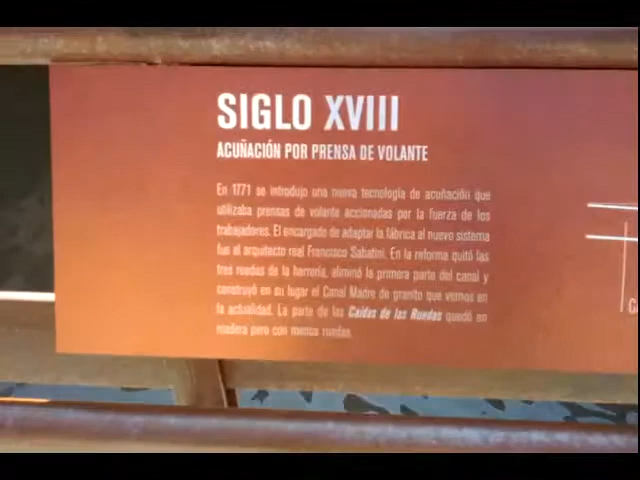 SIGLO XVIII
ACUÑACIÓN POR PRENSA DE VOLANTE
En 1771 se introdujo una nueva tecnología de acuñación que
utilizaba prensas de volante accionadas por la fuerza de los
trabajadores. El encargado de adaptar la fábrica al nuevo sistema
fue el arquitecto real Francisco Sabatini. En la reforma quitó las
tres ruedas de la herrería, eliminó la primera parte del canal y
construyó en su lugar el Canal Madre de granito que vemos en
la actualidad. La parte de las Caídas de las Ruedas quedó en
madera pero con menos ruedas.